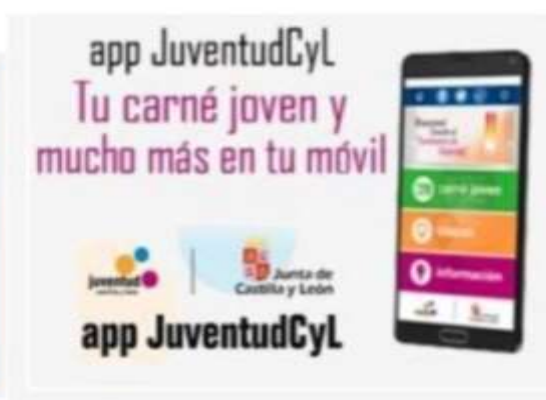 app JuventudCyL
Tu carné joven y
mucho más en tu móvil
carné joven
información
juventud
Junta de
Castilla y León
app JuventudCyL